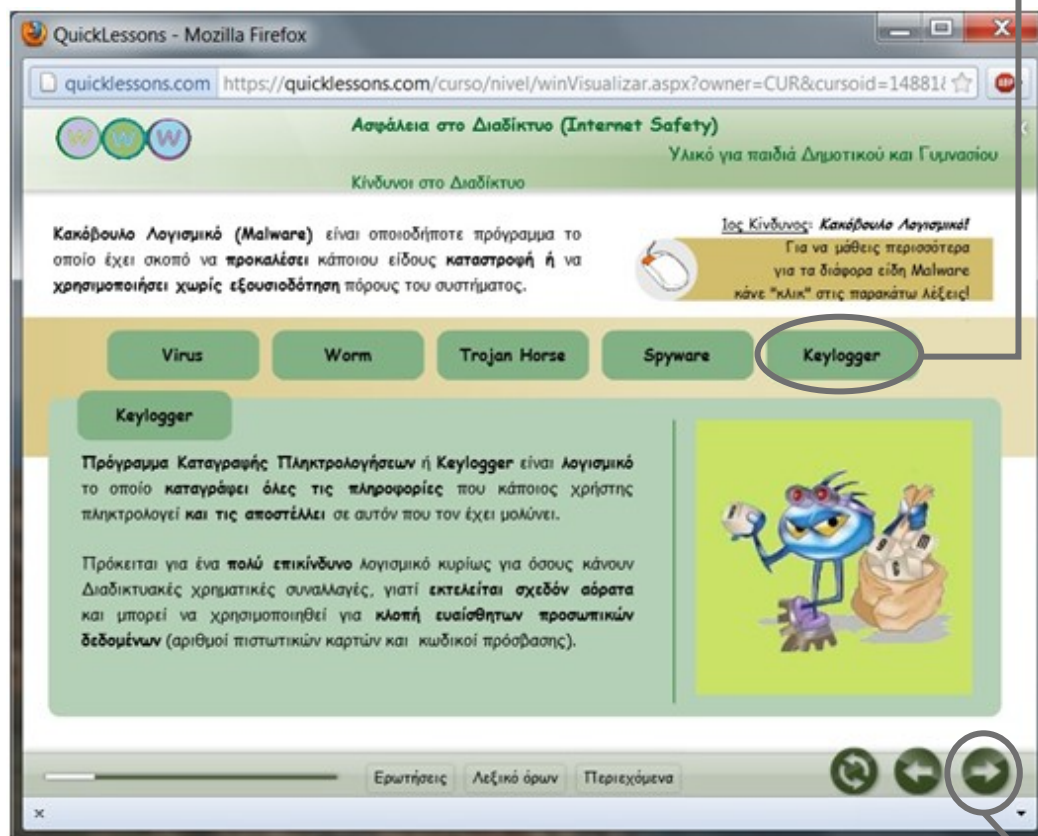 QuickLessons - Mozilla Firefox
quicklessons.com https://quicklessons.com/curso/nivel/winVisualizar.aspx?owner=CUR&cursoid=14881
ABP
W W W
Ασφάλεια στο Διαδίκτυο (Internet Safety)
Υλικό για παιδιά Δημοτικού και Γυμνασίου
Κίνδυνοι στο Διαδίκτυο
Κακόβουλο Λογισμικό (Malware) είναι οποιοδήποτε πρόγραμμα το
οποίο έχει σκοπό να προκαλέσει κάποιου είδους καταστροφή ή να
χρησιμοποιήσει χωρίς εξουσιοδότηση πόρους του συστήματος.
1ος Κίνδυνος: Κακόβουλο Λογισμικό!
Για να μάθεις περισσότερα
για τα διάφορα είδη Malware
κάνε "κλικ" στις παρακάτω λέξεις!
Virus
Worm
Trojan Horse
Spyware
Keylogger
Keylogger
Πρόγραμμα Καταγραφής Πληκτρολογήσεων ή Keylogger είναι λογισμικό
το οποίο καταγράφει όλες τις πληροφορίες που κάποιος χρήστης
πληκτρολογεί και τις αποστέλλει σε αυτόν που τον έχει μολύνει.
Πρόκειται για ένα πολύ επικίνδυνο λογισμικό κυρίως για όσους κάνουν
Διαδικτυακές χρηματικές συναλλαγές, γιατί εκτελείται σχεδόν αόρατα
και μπορεί να χρησιμοποιηθεί για κλοπή ευαίσθητων προσωπικών
δεδομένων (αριθμοί πιστωτικών καρτών και κωδικοί πρόσβασης).
Ερωτήσεις
Λεξικό όρων
Περιεχόμενα